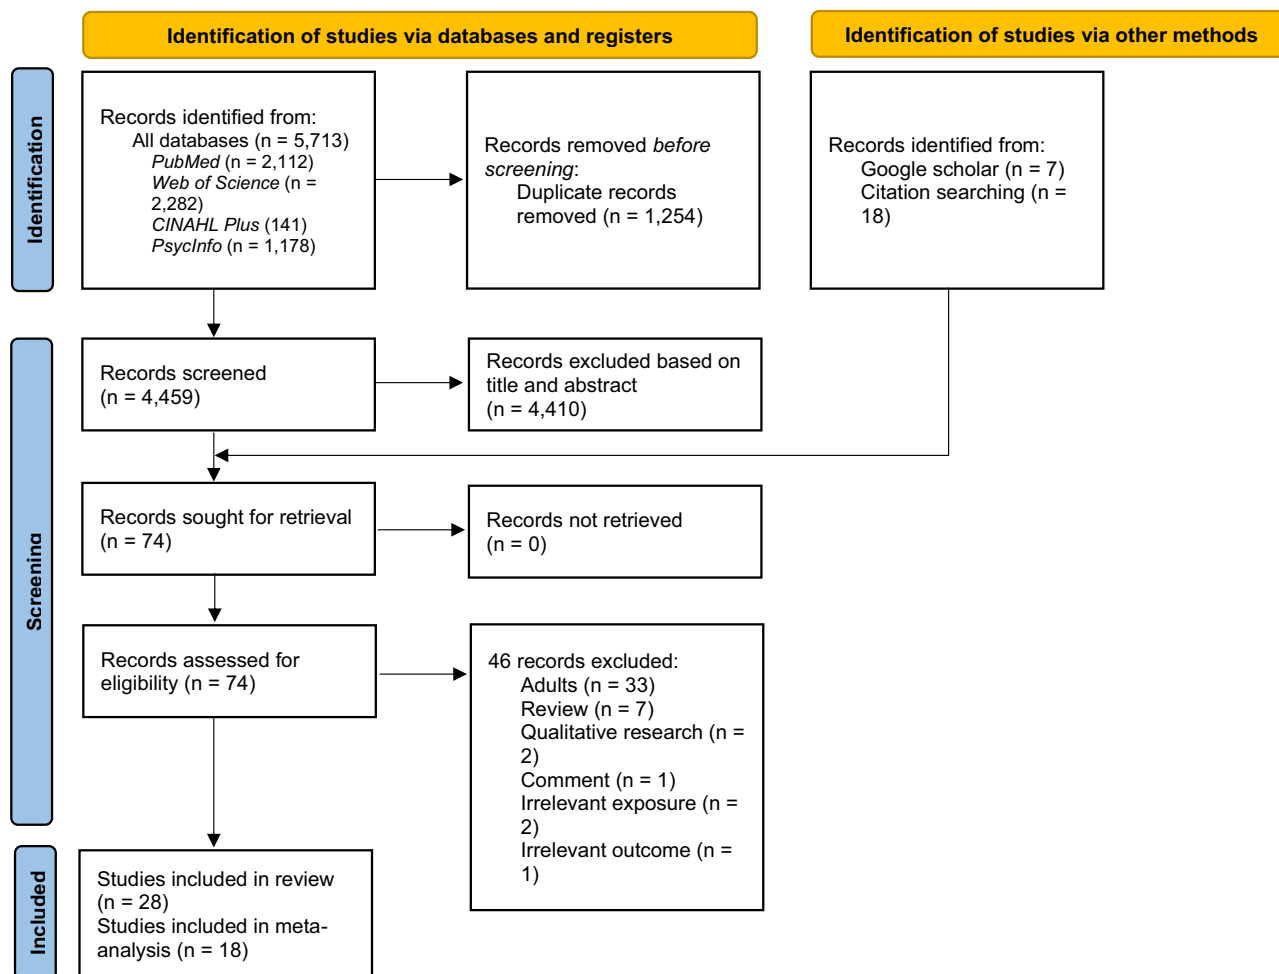 Identification of studies via databases and registers
Identification of studies via other methods
Identification
Records identified from:
All databases (n = 5,713)
PubMed (n = 2,112)
Web of Science (n =
2,282)
CINAHL Plus (141)
PsycInfo (n = 1,178)
Records removed before
screening:
Duplicate records
removed (n = 1,254)
Records identified from:
Google scholar (n = 7)
Citation searching (n =
18)
Screening
Records screened
(n = 4,459)
Records excluded based on
title and abstract
(n = 4,410)
Records sought for retrieval
(n = 74)
Records not retrieved
(n = 0)
Records assessed for
eligibility (n = 74)
46 records excluded:
Adults (n = 33)
Review (n = 7)
Qualitative research (n =
2)
Comment (n = 1)
Irrelevant exposure (n =
2)
Irrelevant outcome (n =
1)
Included
Studies included in review
(n = 28)
Studies included in meta-
analysis (n = 18)